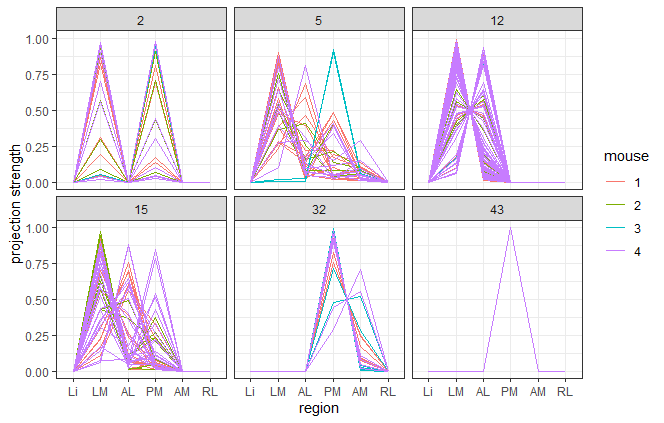 2 5 12
1.00
0.75
0.50
0.25
0.00
15 32 43
1.00
0.75
0.50
0.25
0.00
projection strength
Li LM AL PM AM RL Li LM AL PM AM RL Li LM AL PM AM RL
region
mouse
1
2
3
4